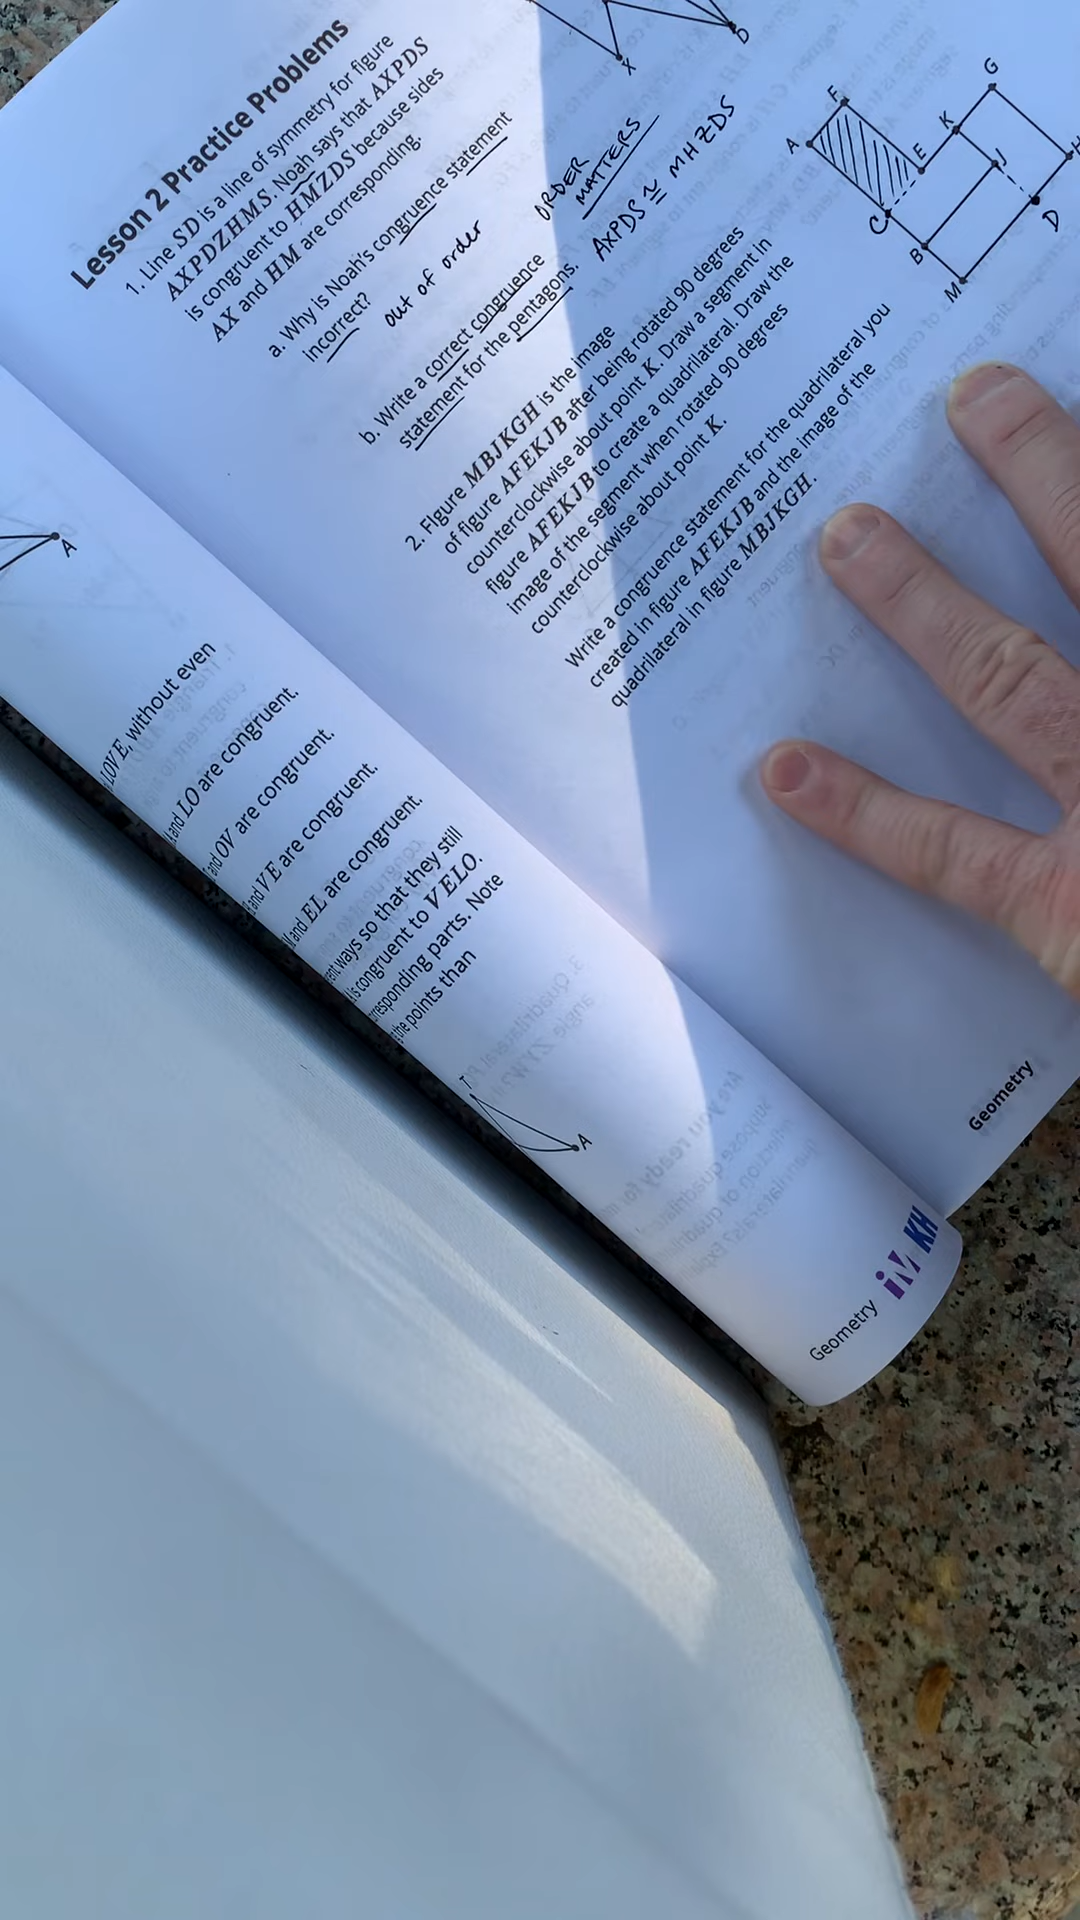 Lesson 2 Practice Problems
1. Line SD is a line of symmetry for figure
AXPDZHMS. Noah says that AXPDS
is congruent to HMZDS because sides
AX and HM are corresponding.
a. Why is Noah's congruence statement
incorrect?
out of order
b. Write a correct congruence
statement for the pentagons.
ORDER
MATTERS
AXPDS ≅ MHZDS
X
D
2. Figure MBJKGH is the image
of figure AFEKJB after being rotated 90 degrees
counterclockwise about point K. Draw a segment in
figure AFEKJB to create a quadrilateral. Draw the
image of the segment when rotated 90 degrees
counterclockwise about point K.
Write a congruence statement for the quadrilateral you
created in figure AFEKJB and the image of the
quadrilateral in figure MBJKGH.
A
F
E
K
G
J
H
C
B
D
M
Geometry
A
LOVE, without even
and LO are congruent.
and OV are congruent.
and VE are congruent.
and EL are congruent.
ways so that they still
is congruent to VELO.
parts. Note
the points than
T
A
Geometry
iM KH